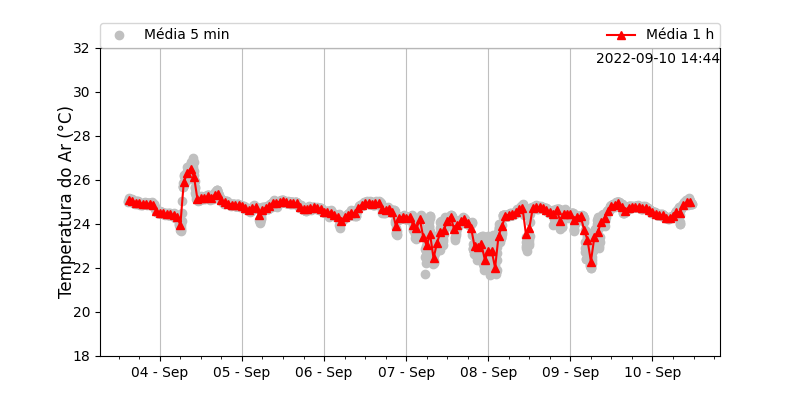 Média 5 min
Média 1 h
2022-09-10 14:44
Temperatura do Ar (°C)
32
30
28
26
24
22
20
18
04 - Sep
05 - Sep
06 - Sep
07 - Sep
08 - Sep
09 - Sep
10 - Sep